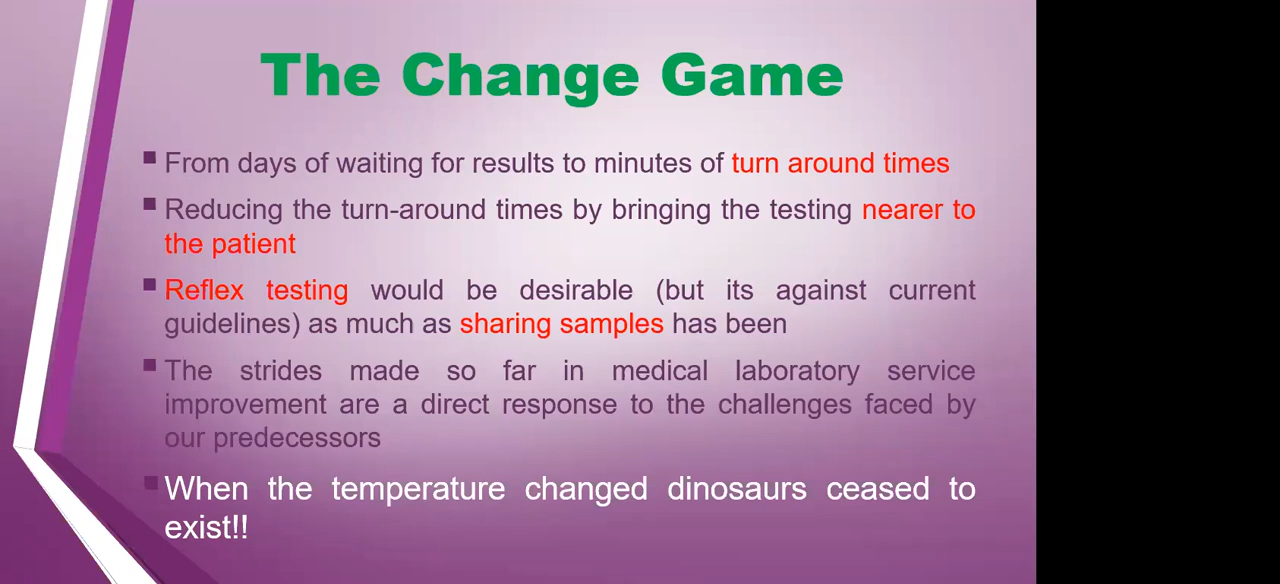 The Change Game
From days of waiting for results to minutes of turn around times
Reducing the turn-around times by bringing the testing nearer to
the patient
Reflex testing would be desirable (but its against current
guidelines) as much as sharing samples has been
The strides made so far in medical laboratory service
improvement are a direct response to the challenges faced by
our predecessors
When the temperature changed dinosaurs ceased to
exist!!